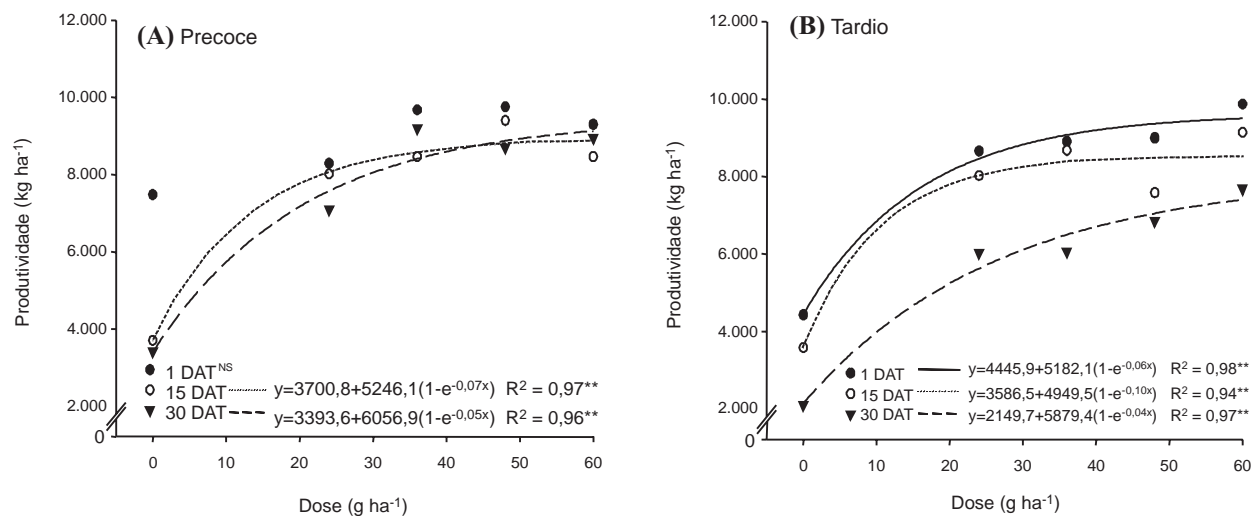 (A) Precoce
Produtividade (kg ha-1)
12.000
10.000
8.000
6.000
4.000
2.000
0
1 DAT NS
15 DAT y=3700,8+5246,1(1-e-0,07x) R2 = 0,97**
30 DAT y=3393,6+6056,9(1-e-0,05x) R2 = 0,96**
0 10 20 30 40 50 60
Dose (g ha-1)
(B) Tardio
Produtividade (kg ha-1)
12.000
10.000
8.000
6.000
4.000
2.000
0
1 DAT y=4445,9+5182,1(1-e-0,06x) R2 = 0,98**
15 DAT y=3586,5+4949,5(1-e-0,10x) R2 = 0,94**
30 DAT y=2149,7+5879,4(1-e-0,04x) R2 = 0,97**
0 10 20 30 40 50 60
Dose (g ha-1)